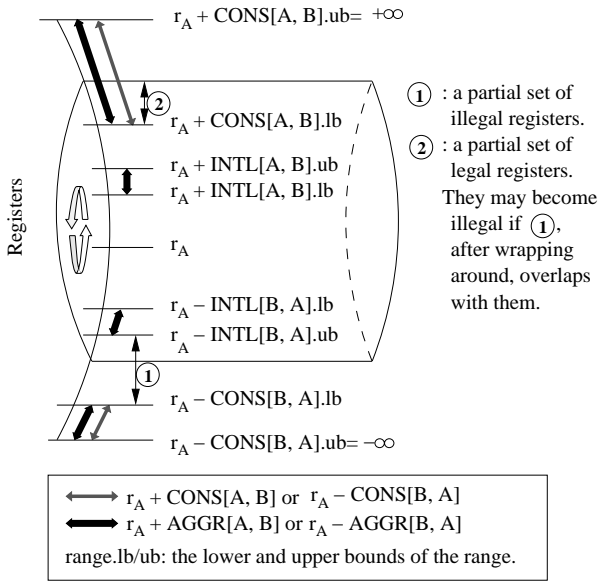 r_A + CONS[A, B].ub= +∞
②
r_A + CONS[A, B].lb
r_A + INTL[A, B].ub
r_A + INTL[A, B].lb
r_A
r_A – INTL[B, A].lb
r_A – INTL[B, A].ub
①
r_A – CONS[B, A].lb
r_A – CONS[B, A].ub= –∞
Registers
① : a partial set of
illegal registers.
② : a partial set of
legal registers.
They may become
illegal if ①,
after wrapping
around, overlaps
with them.
r_A + CONS[A, B] or r_A – CONS[B, A]
r_A + AGGR[A, B] or r_A – AGGR[B, A]
range.lb/ub: the lower and upper bounds of the range.